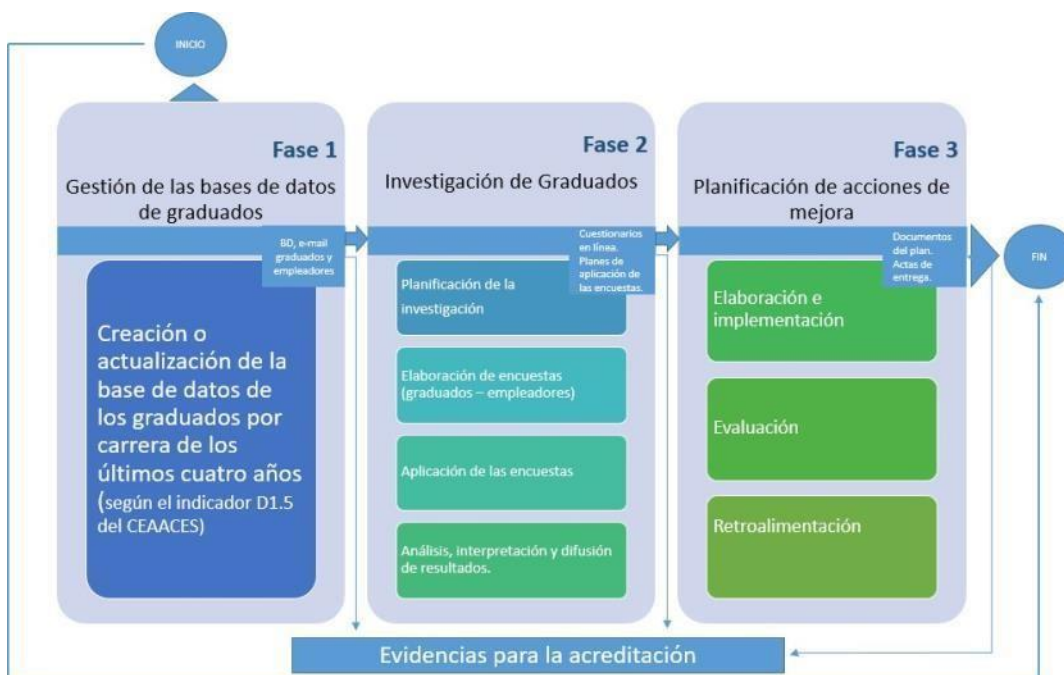 INICIO
Fase 1
Gestión de las bases de datos
de graduados
BD, e-mail
graduados y
empleadores
Creación o
actualización de la
base de datos de
los graduados por
carrera de los
últimos cuatro años
(según el indicador D1.5
del CEAACES)
Fase 2
Investigación de Graduados
Cuestionarios
en línea.
Planes de
aplicación de
las encuestas.
Planificación de la
investigación
Elaboración de encuestas
(graduados – empleadores)
Aplicación de las encuestas
Análisis, interpretación y difusión
de resultados.
Fase 3
Planificación de acciones de
mejora
Documentos
del plan.
Actas de
entrega.
Elaboración e
implementación
Evaluación
Retroalimentación
FIN
Evidencias para la acreditación